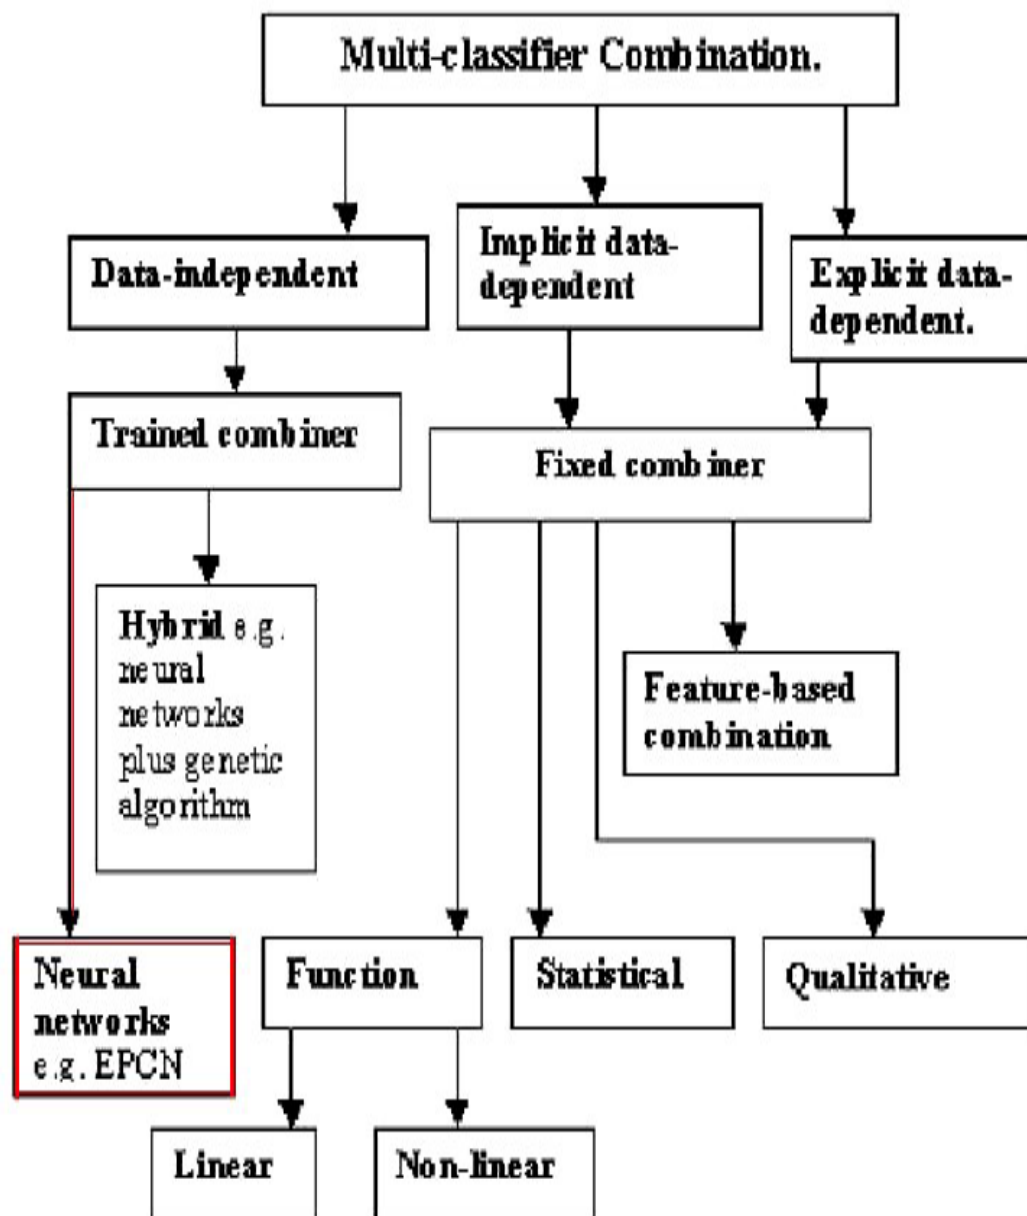 Multi-classifier Combination.
Data-independent
Implicit data-
dependent
Explicit data-
dependent.
Trained combiner
Fixed combiner
Hybrid e.g.
neural
networks
plus genetic
algorithm
Feature-based
combination
Neural
networks
e.g. EPCN
Function
Statistical
Qualitative
Linear
Non-linear